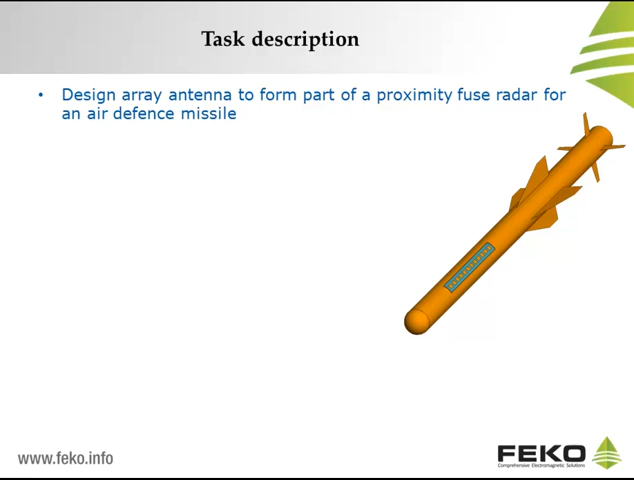 Task description
• Design array antenna to form part of a proximity fuse radar for
an air defence missile
www.feko.info
FEKO
Comprehensive Electromagnetic Solutions